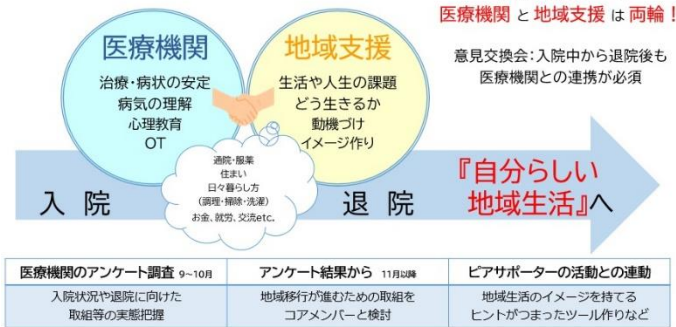 医療機関 と 地域支援 は 両輪！
意見交換会：入院中から退院後も
医療機関との連携が必須
医療機関
治療・病状の安定
病気の理解
心理教育
OT
地域支援
生活や人生の課題
どう生きるか
動機づけ
イメージ作り
通院・服薬
住まい
日々暮らし方
（調理・掃除・洗濯）
お金、就労、交流etc.
入 院
退 院
『自分らしい
地域生活』へ
医療機関のアンケート調査 9～10月
入院状況や退院に向けた
取組等の実態把握
アンケート結果から 11月以降
地域移行が進むための取組を
コアメンバーと検討
ピアサポーターの活動との連動
地域生活のイメージを持てる
ヒントがつまったツール作りなど